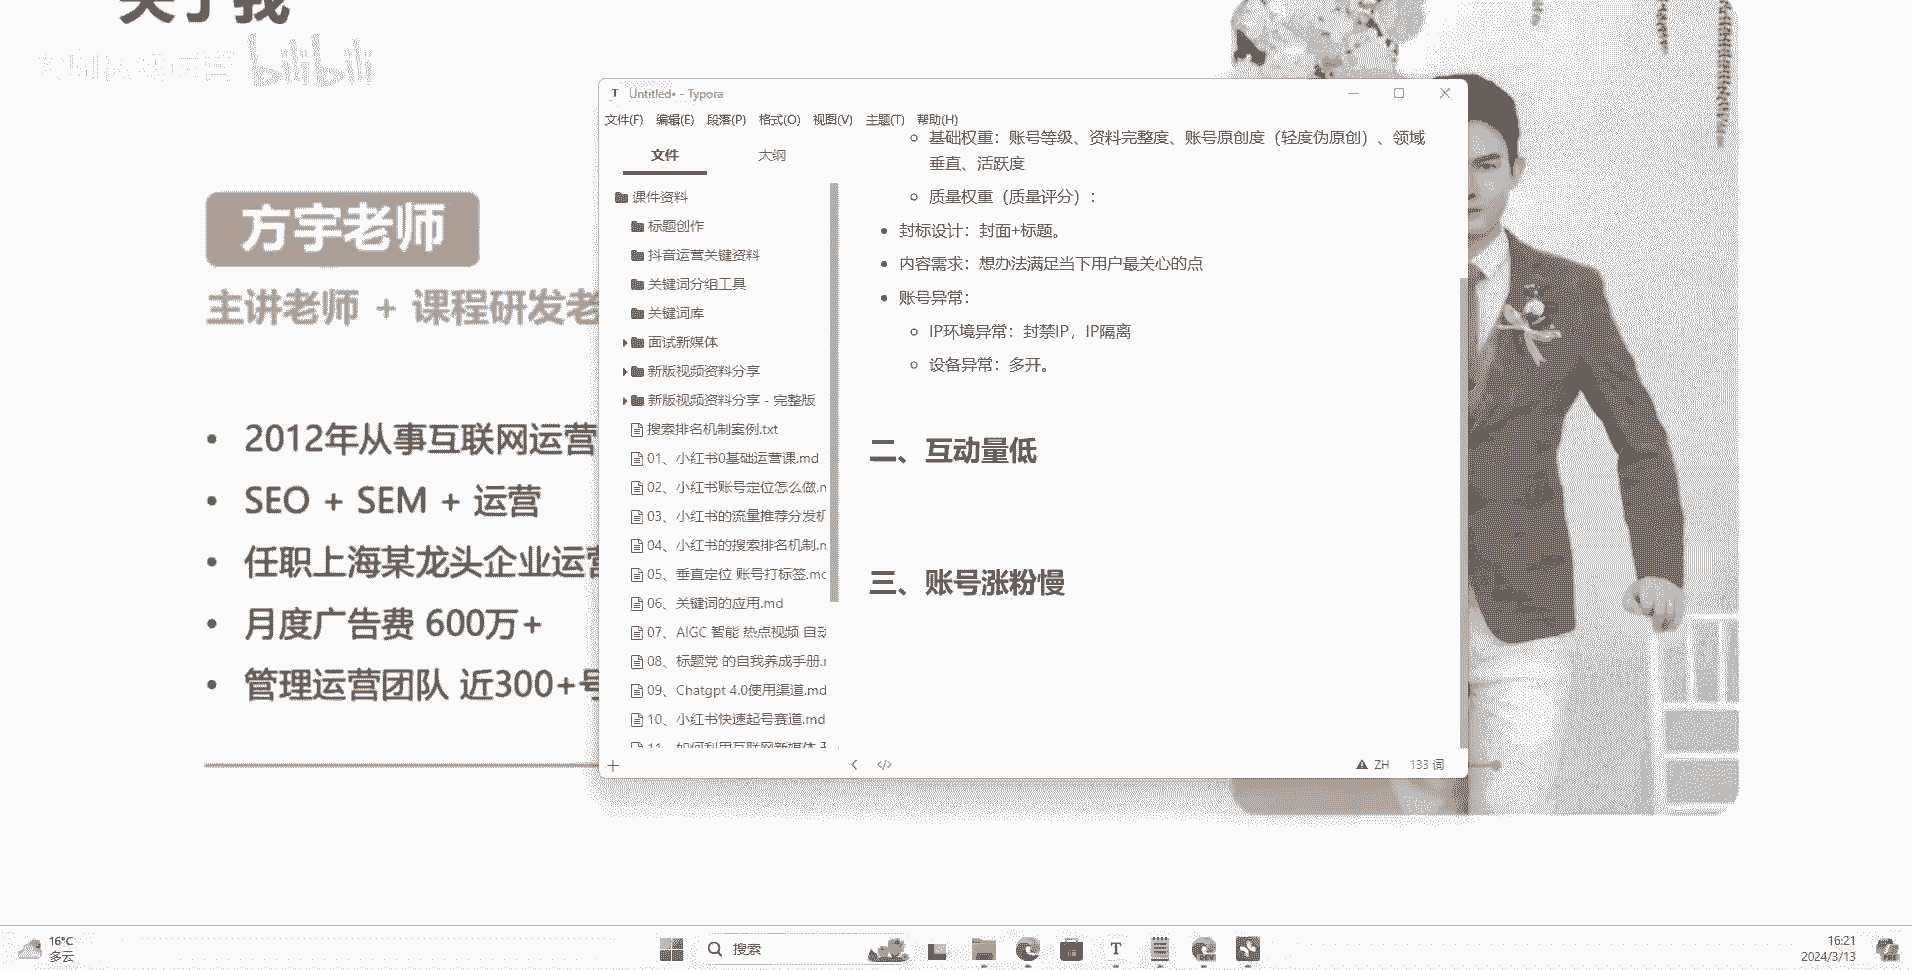 关于我
bilibili
方宇老师
主讲老师 + 课程研发老
2012年从事互联网运营
SEO + SEM + 运营
任职上海某龙头企业运营
月度广告费 600万+
管理运营团队 近300+号
Untitled• - Typora
文件(F) 编辑(E) 段落(P) 格式(O) 视图(V) 主题(T) 帮助(H)
文件 大纲
课件资料
标题创作
抖音运营关键资料
关键词分组工具
关键词库
面试新媒体
新版视频资料分享
新版视频资料分享 - 完整版
搜索排名机制案例.txt
01、小红书0基础运营课.md
02、小红书账号定位怎么做.m
03、小红书的流量推荐分发机
04、小红书的搜索排名机制.m
05、垂直定位 账号打标签.md
06、关键词的应用.md
07、AIGC 智能 热点视频 自动
08、标题党 的自我养成手册.m
09、Chatgpt 4.0使用渠道.md
10、小红书快速起号赛道.md
11、如何利用互联网新媒体
基础权重：账号等级、资料完整度、账号原创度（轻度伪原创）、领域
垂直、活跃度
质量权重（质量评分）：
封标设计：封面+标题。
内容需求：想办法满足当下用户最关心的点
账号异常：
IP环境异常：封禁IP，IP隔离
设备异常：多开。
二、互动量低
三、账号涨粉慢
ZH 133 词
16°C
多云
搜索
16:21
2024/3/13